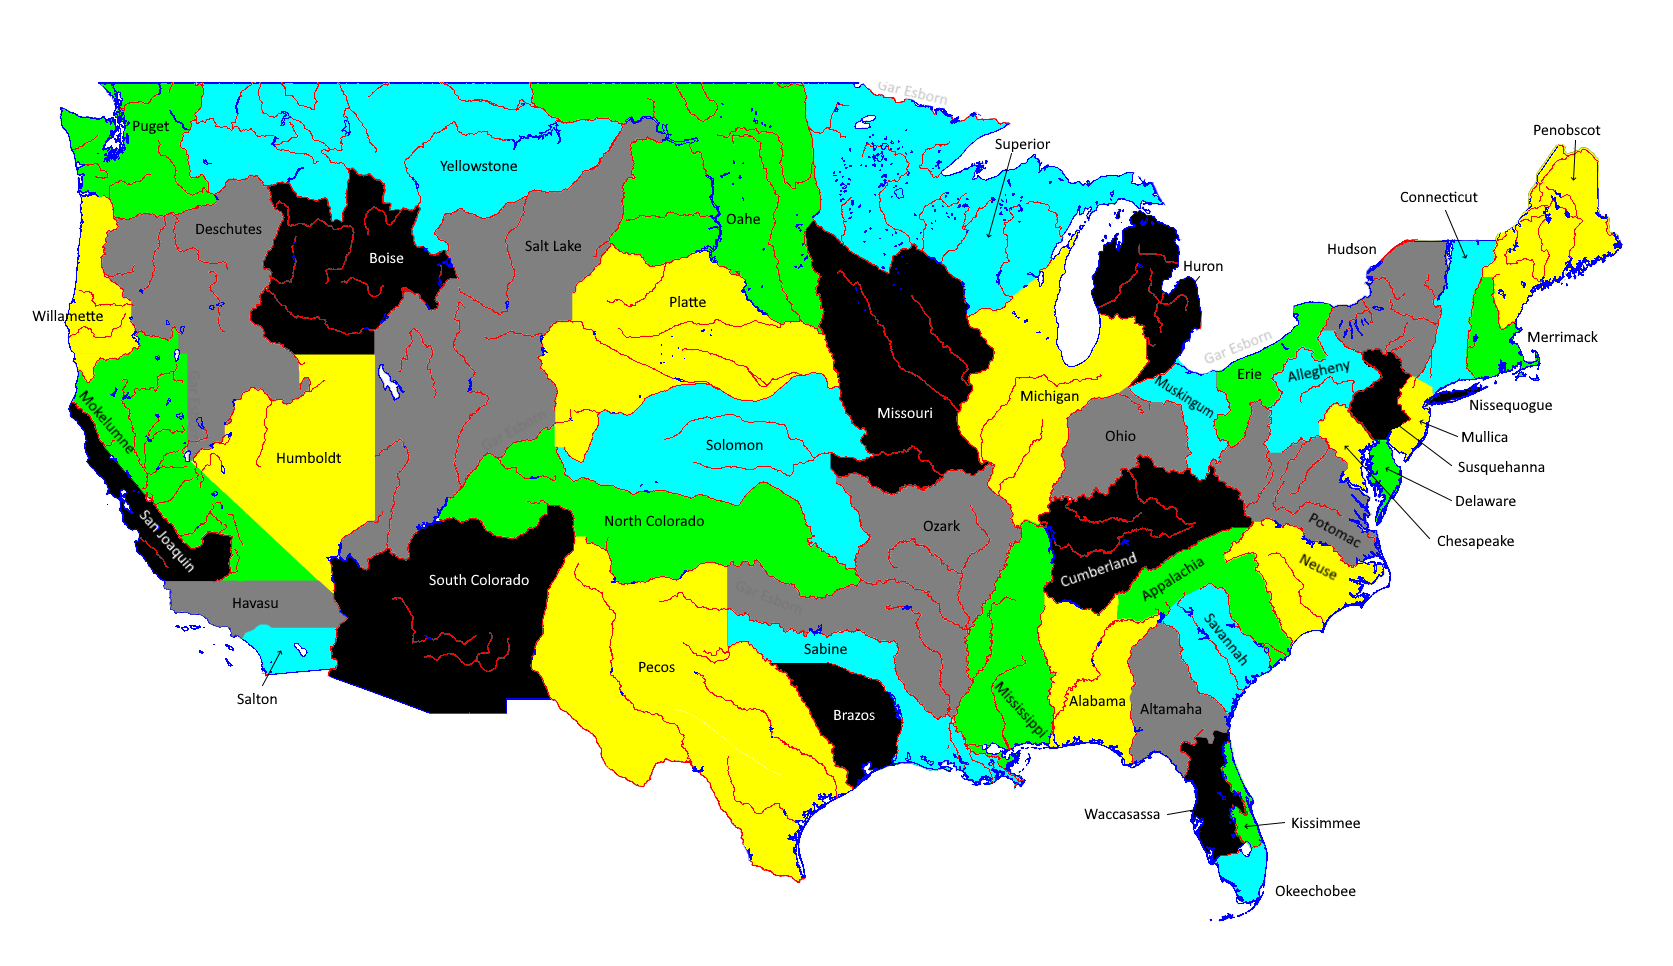 Gar Esborn
Puget
Penobscot
Superior
Yellowstone
Connecticut
Oahe
Deschutes
Salt Lake
Hudson
Boise
Huron
Platte
Willamette
Merrimack
Gar Esborn
Allegheny
Erie
Muskingum
Michigan
Nissequogue
Missouri
Mokelumne
Gar Esborn
Ohio
Mullica
Solomon
Humboldt
Susquehanna
Delaware
North Colorado
Ozark
Potomac
San Joaquin
Chesapeake
Cumberland
Neuse
South Colorado
Appalachia
Gar Esborn
Havasu
Savannah
Sabine
Pecos
Salton
Mississippi
Alabama
Altamaha
Brazos
Waccasassa
Kissimmee
Okeechobee